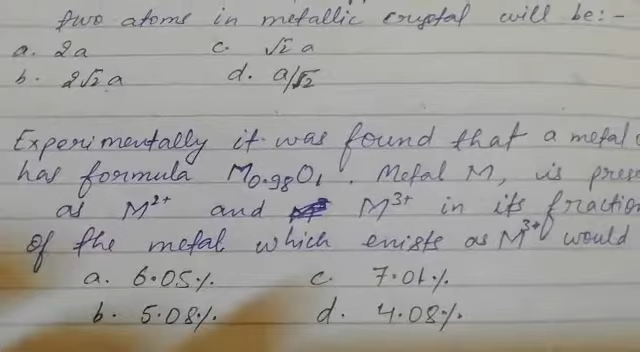 two atoms in metallic crystal will be:-
a. 2a c. √2 a
b. 2√2 a d. a/√2
Experimentally it was found that a metal
has formula M0.98O1. Metal M, is prese
as M2+ and M3+ in its fraction
of the metal which exists as M3+ would
a. 6.05% c. 7.01%
b. 5.08% d. 4.08%